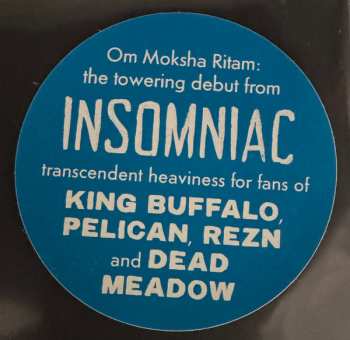 Om Moksha Ritam:
the towering debut from
INSOMNIAC
transcendent heaviness for fans of
KING BUFFALO,
PELICAN, REZN
and DEAD
MEADOW